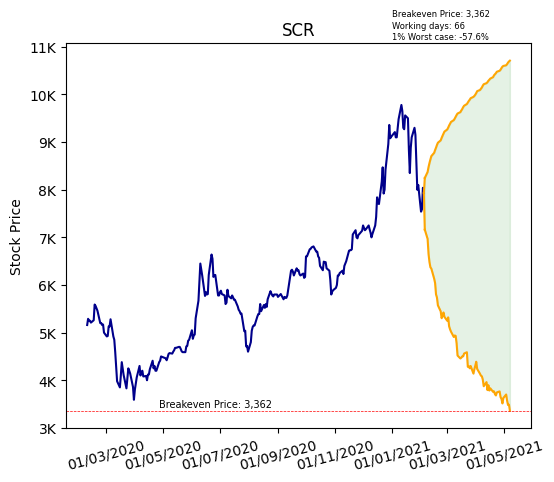 Breakeven Price: 3,362
Working days: 66
1% Worst case: -57.6%
SCR
11K
10K
9K
8K
7K
6K
5K
4K
3K
Stock Price
Breakeven Price: 3,362
01/03/2020
01/05/2020
01/07/2020
01/09/2020
01/11/2020
01/01/2021
01/03/2021
01/05/2021